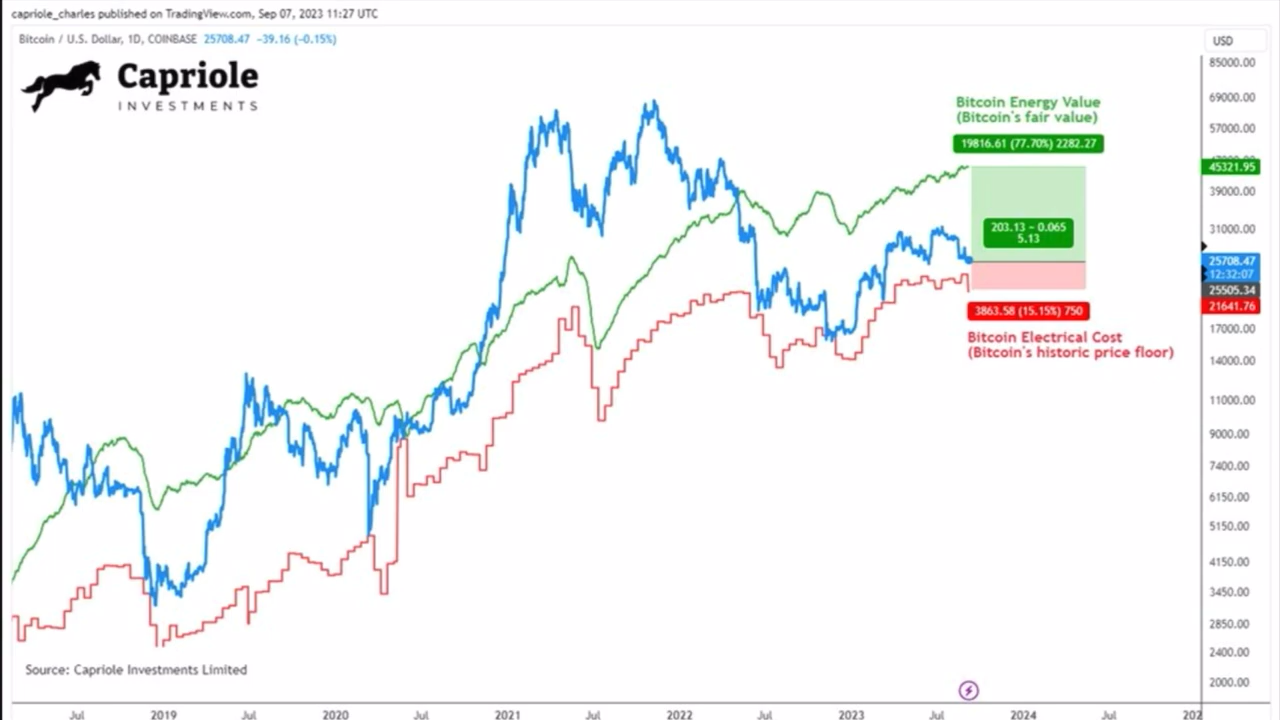 capriole_charles published on TradingView.com, Sep 07, 2023 11:27 UTC
Bitcoin / U.S. Dollar, 1D, COINBASE 25708.47 −39.16 (−0.15%)
USD
Capriole
INVESTMENTS
85000.00
69000.00
57000.00
45321.95
39000.00
31000.00
25708.47
12:32:07
25505.34
21641.76
17000.00
14000.00
11000.00
9000.00
7400.00
6150.00
5150.00
4150.00
3450.00
2850.00
2400.00
2000.00
Bitcoin Energy Value
(Bitcoin's fair value)
19816.61 (77.70%) 2282.27
203.13 ~ 0.065
5.13
3863.58 (15.15%) 750
Bitcoin Electrical Cost
(Bitcoin's historic price floor)
Source: Capriole Investments Limited
Jul 2019 Jul 2020 Jul 2021 Jul 2022 Jul 2023 Jul 2024 Jul 202